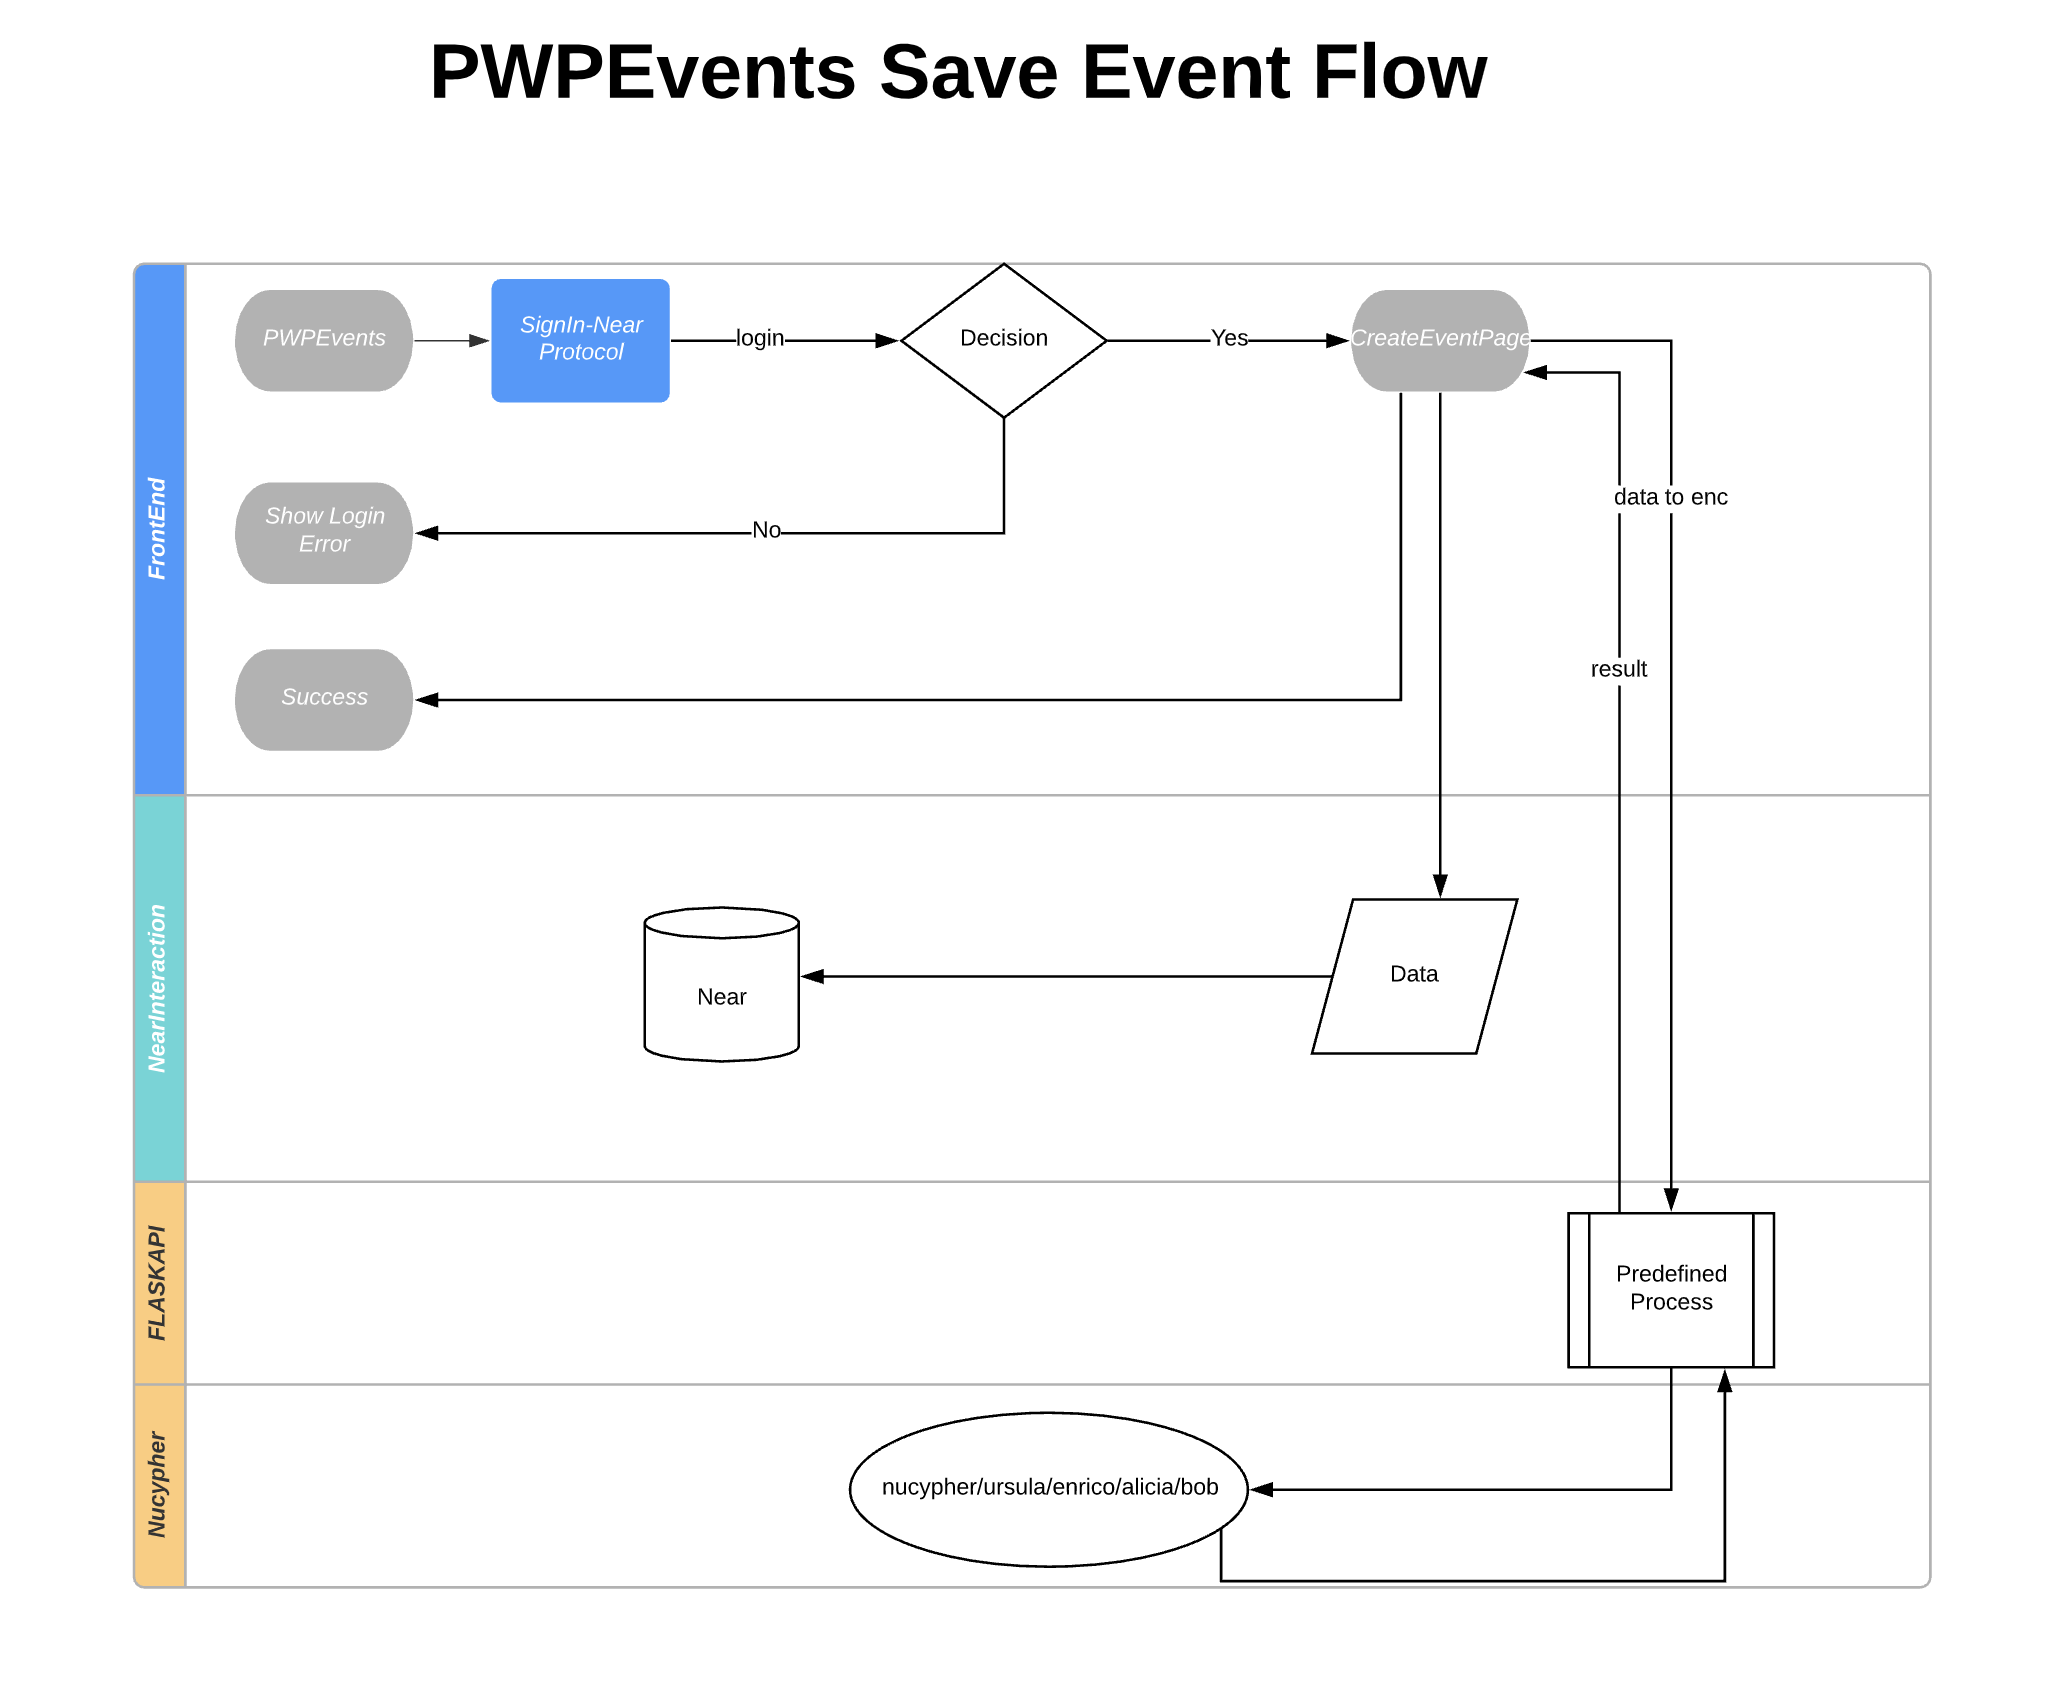 PWPEvents Save Event Flow
FrontEnd
PWPEvents
SignIn-Near
Protocol
login
Decision
Yes
CreateEventPage
Show Login
Error
No
data to enc
Success
result
NearInteraction
Near
Data
FLASKAPI
Predefined
Process
Nucypher
nucypher/ursula/enrico/alicia/bob